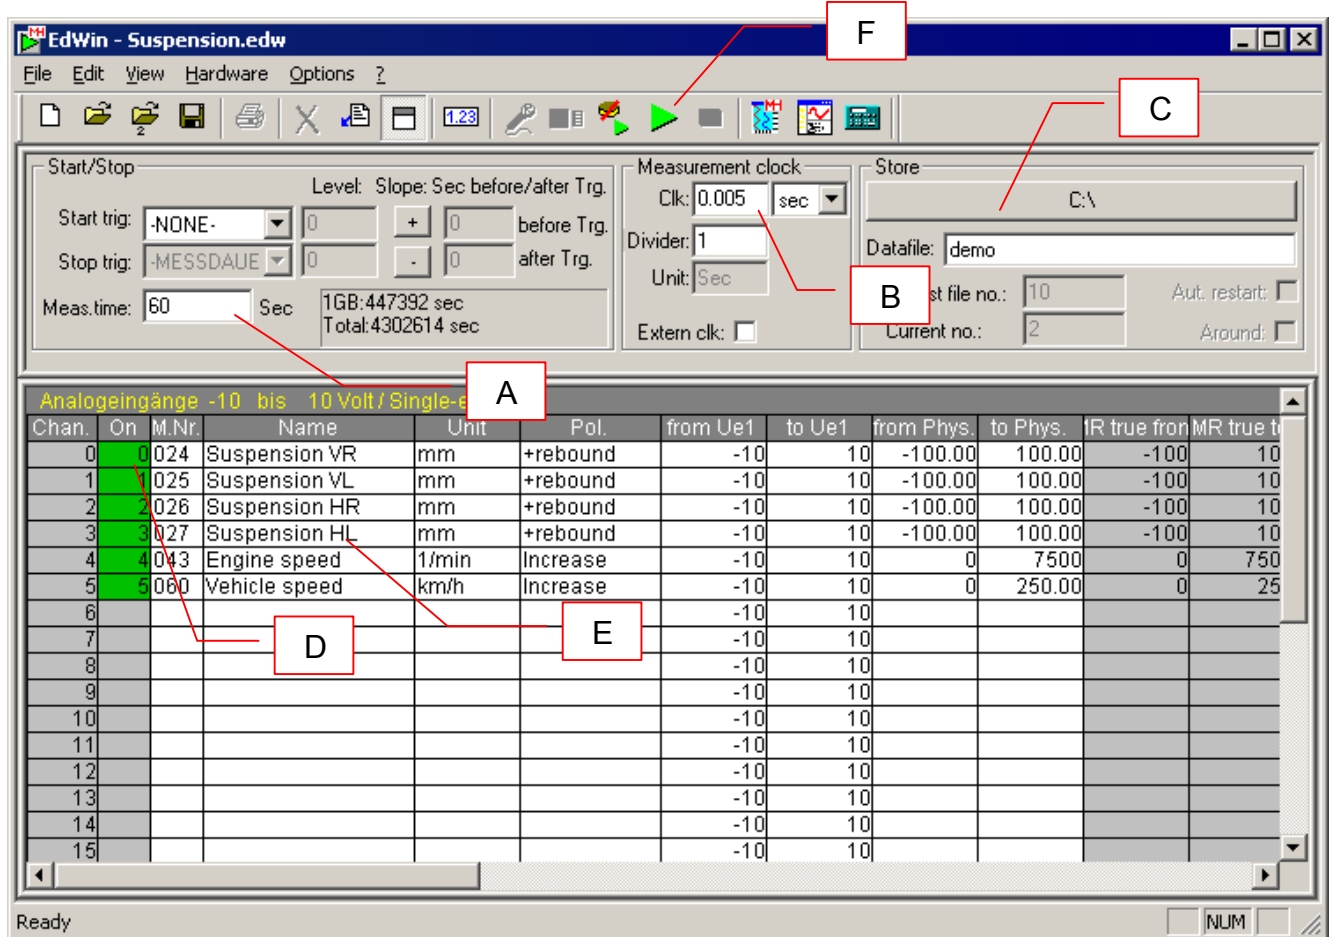 EdWin - Suspension.edw
F
File Edit View Hardware Options ?
2 1.23 MH
C
Start/Stop
Level: Slope: Sec before/after Trg.
Start trig: -NONE- 0 + 0 before Trg.
Stop trig: -MESSDAUE 0 - 0 after Trg.
Meas.time: 60 Sec 1GB:447392 sec
Total:4302614 sec
Measurement clock
Clk: 0.005 sec
Divider: 1
Unit: Sec
Extern clk:
Store
C:\
Datafile: demo
B
st file no.: 10 Aut. restart:
Current no.: 2 Around:
A
Analogeingänge -10 bis 10 Volt / Single-e
Chan. On M.Nr. Name Unit Pol. from Ue1 to Ue1 from Phys. to Phys. MR true fron MR true t
0 0 024 Suspension VR mm +rebound -10 10 -100.00 100.00 -100 10
1 1 025 Suspension VL mm +rebound -10 10 -100.00 100.00 -100 10
2 2 026 Suspension HR mm +rebound -10 10 -100.00 100.00 -100 10
3 3 027 Suspension HL mm +rebound -10 10 -100.00 100.00 -100 10
4 4 043 Engine speed 1/min Increase -10 10 0 7500 0 750
5 5 060 Vehicle speed km/h Increase -10 10 0 250.00 0 25
6 -10 10
7 -10 10
D
E
8 -10 10
9 -10 10
10 -10 10
11 -10 10
12 -10 10
13 -10 10
14 -10 10
15 -10 10
Ready NUM